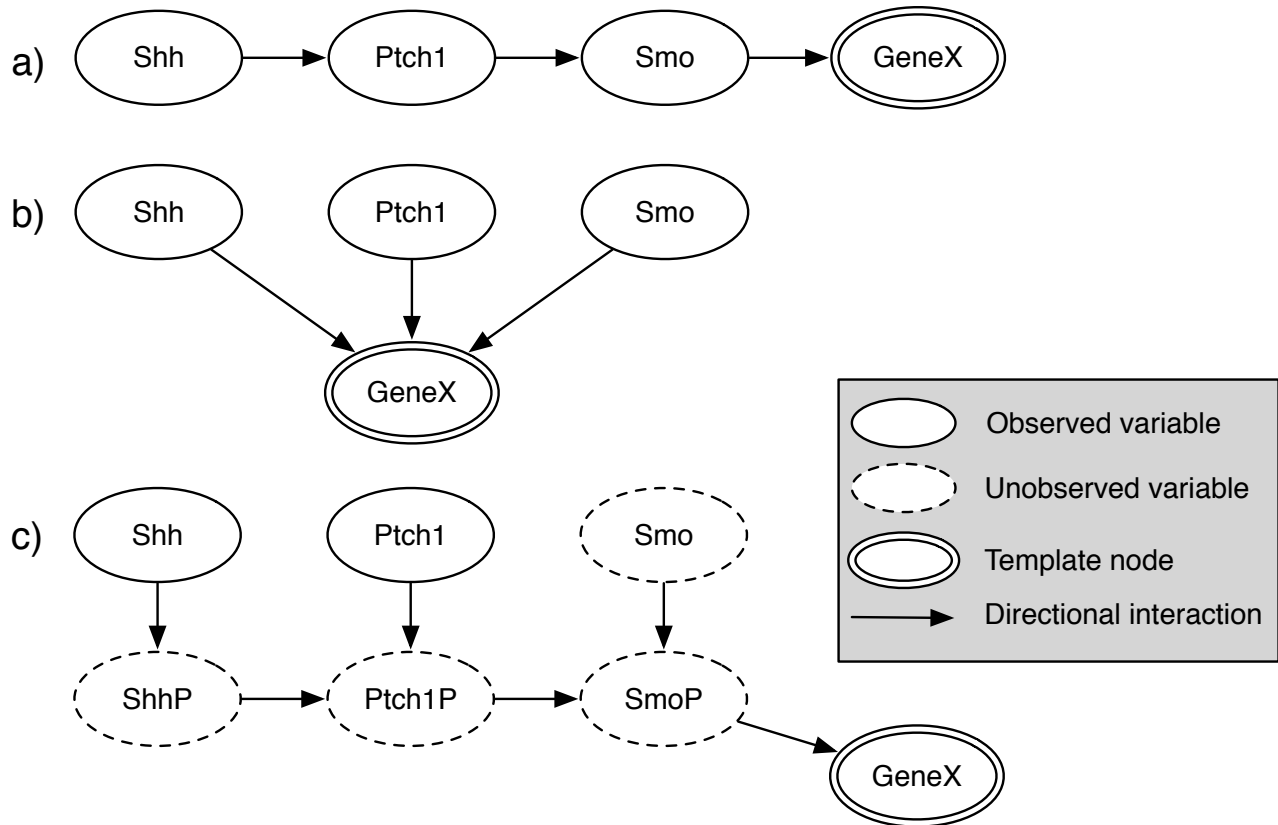 a) Shh Ptch1 Smo GeneX
b) Shh Ptch1 Smo
GeneX
Observed variable
Unobserved variable
Template node
Directional interaction
c) Shh Ptch1 Smo
ShhP Ptch1P SmoP
GeneX